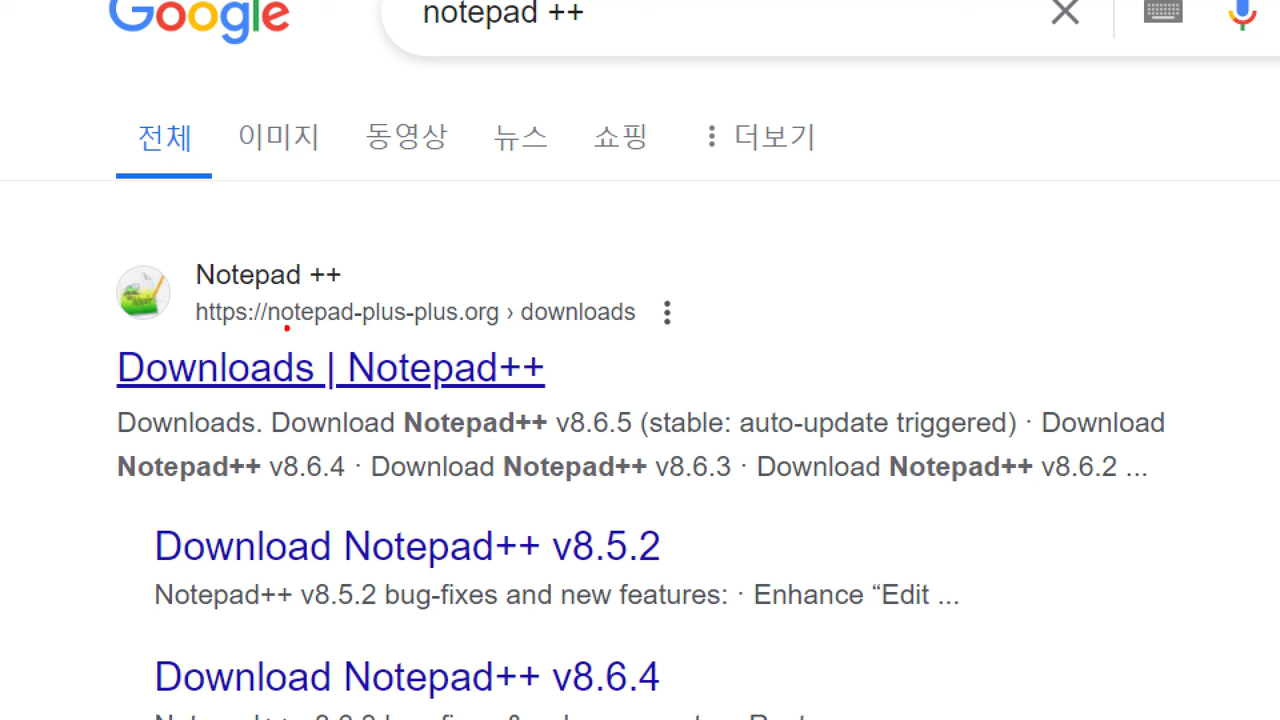 Google
notepad ++
전체 이미지 동영상 뉴스 쇼핑 더보기
Notepad ++
https://notepad-plus-plus.org › downloads
Downloads | Notepad++
Downloads. Download Notepad++ v8.6.5 (stable: auto-update triggered) · Download
Notepad++ v8.6.4 · Download Notepad++ v8.6.3 · Download Notepad++ v8.6.2 ...
Download Notepad++ v8.5.2
Notepad++ v8.5.2 bug-fixes and new features: · Enhance “Edit ...
Download Notepad++ v8.6.4